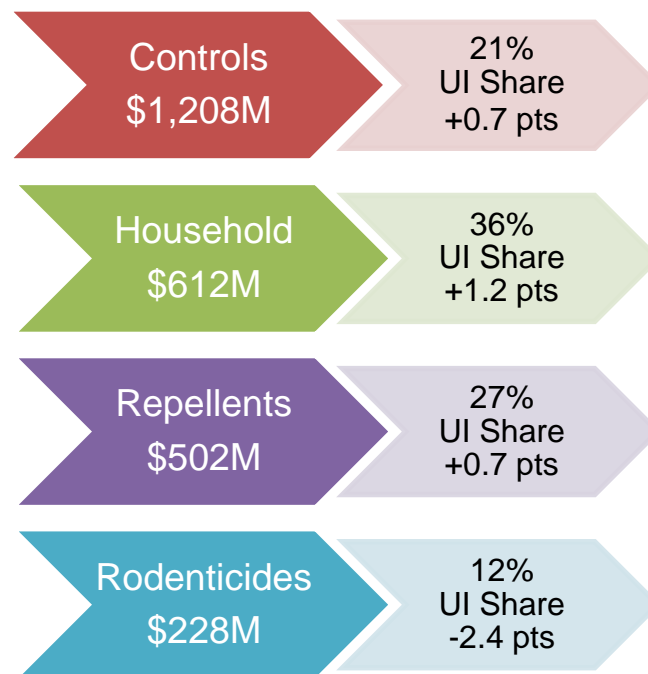 Controls
$1,208M
21%
UI Share
+0.7 pts
Household
$612M
36%
UI Share
+1.2 pts
Repellents
$502M
27%
UI Share
+0.7 pts
Rodenticides
$228M
12%
UI Share
-2.4 pts